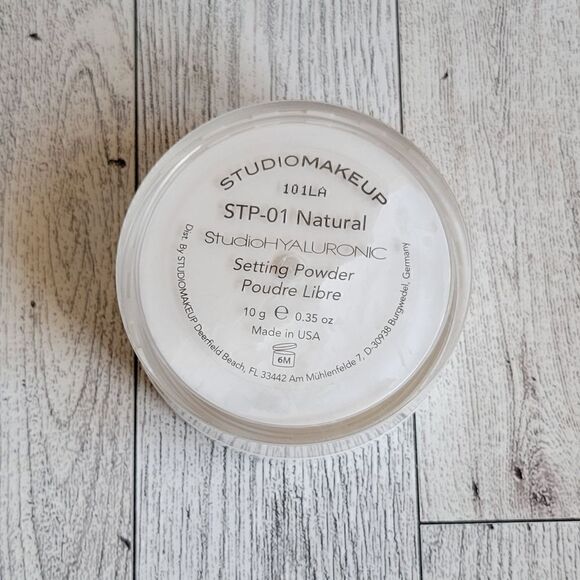 STUDIOMAKEUP
101LA
STP-01 Natural
StudioHYALURONIC
Setting Powder
Poudre Libre
10 g e 0.35 oz
Made in USA
6M
Dist. By STUDIOMAKEUP Deerfield Beach, FL 33442 Am Mühlenfelde 7, D-30938 Burgwedel, Germany